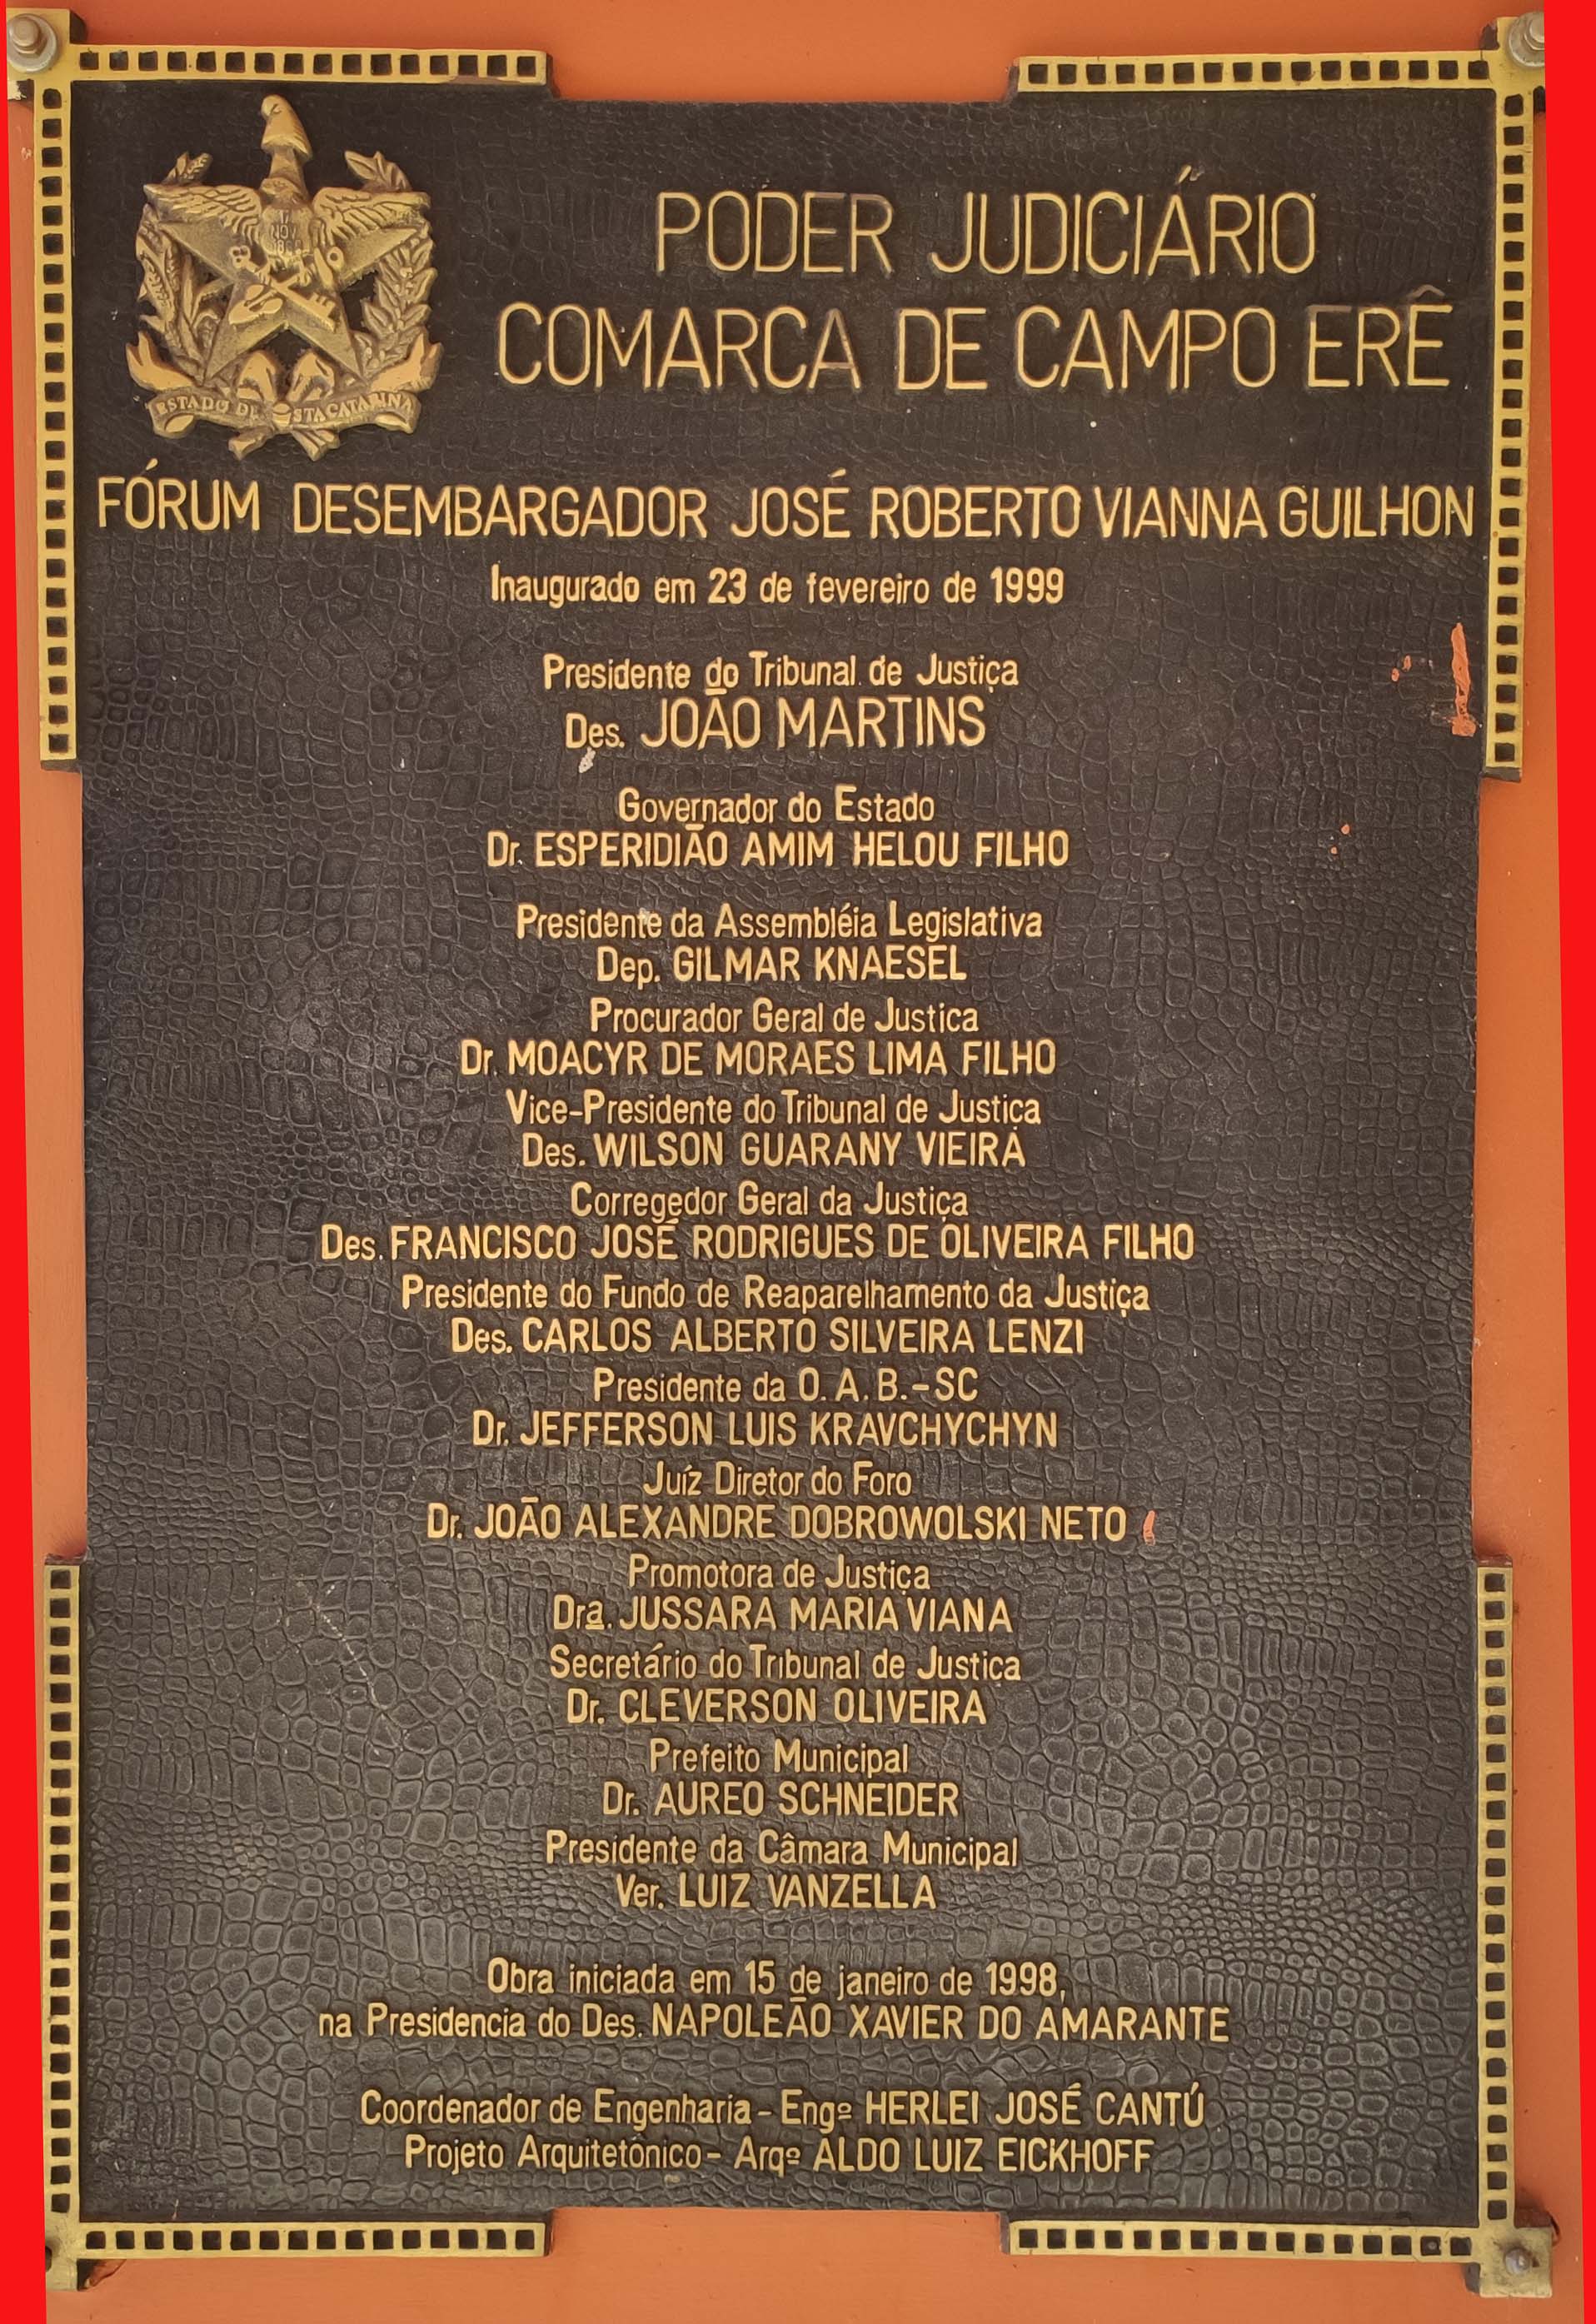 17
NOV.
ESTADO DE STA CATARINA
PODER JUDICIÁRIO
COMARCA DE CAMPO ERÊ
FÓRUM DESEMBARGADOR JOSÉ ROBERTO VIANNA GUILHON
Inaugurado em 23 de fevereiro de 1999
Presidente do Tribunal de Justiça
Des. JOÃO MARTINS
Governador do Estado
Dr. ESPERIDIÃO AMIM HELOU FILHO
Presidente da Assembléia Legislativa
Dep. GILMAR KNAESEL
Procurador Geral de Justica
Dr. MOACYR DE MORAES LIMA FILHO
Vice-Presidente do Tribunal de Justiça
Des. WILSON GUARANY VIEIRA
Corregedor Geral da Justiça
Des. FRANCISCO JOSÉ RODRIGUES DE OLIVEIRA FILHO
Presidente do Fundo de Reaparelhamento da Justiça
Des. CARLOS ALBERTO SILVEIRA LENZI
Presidente da O.A.B.-SC
Dr. JEFFERSON LUIS KRAVCHYCHYN
Juíz Diretor do Foro
Dr. JOÃO ALEXANDRE DOBROWOLSKI NETO
Promotora de Justiça
Dra. JUSSARA MARIA VIANA
Secretário do Tribunal de Justiça
Dr. CLEVERSON OLIVEIRA
Prefeito Municipal
Dr. AUREO SCHNEIDER
Presidente da Câmara Municipal
Ver. LUIZ VANZELLA
Obra iniciada em 15 de janeiro de 1998,
na Presidencia do Des. NAPOLEÃO XAVIER DO AMARANTE
Coordenador de Engenharia - Engº HERLEI JOSÉ CANTÚ
Projeto Arquitetônico - Arqº ALDO LUIZ EICKHOFF